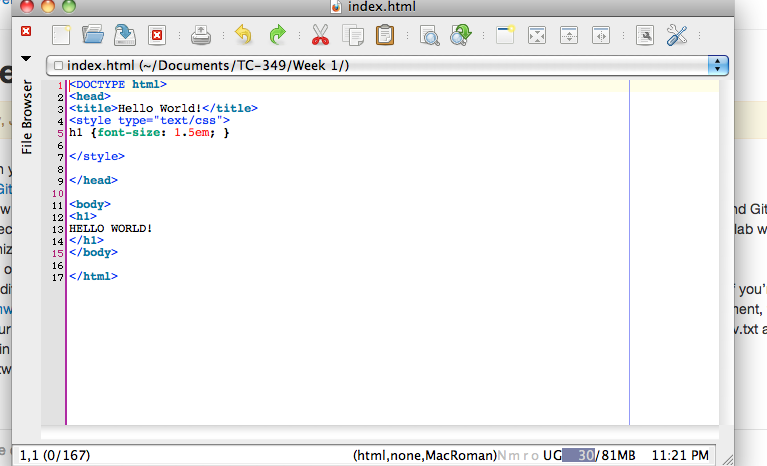 index.html
index.html (~/Documents/TC-349/Week 1/)
File Browser
1 <DOCTYPE html>
2 <head>
3 <title>Hello World!</title>
4 <style type="text/css">
5 h1 {font-size: 1.5em; }
6
7 </style>
8
9 </head>
10
11 <body>
12 <h1>
13 HELLO WORLD!
14 </h1>
15 </body>
16
17 </html>
nd Git
lab w
you'r
ment,
v.txt a
1,1 (0/167) (html,none,MacRoman)NmroUG 30/81MB 11:21 PM